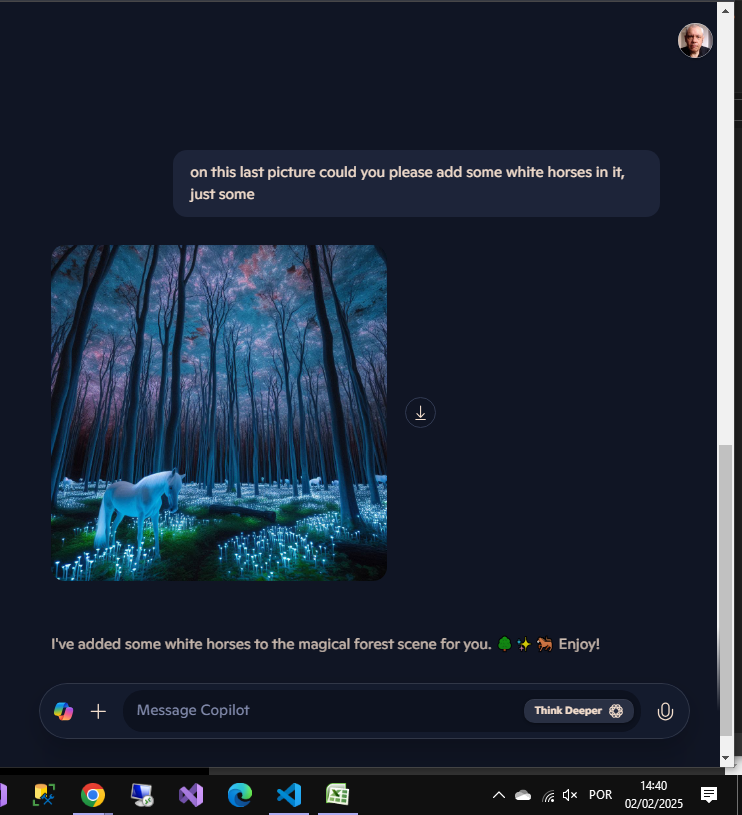 on this last picture could you please add some white horses in it,
just some
I've added some white horses to the magical forest scene for you. 🌳✨🐎 Enjoy!
Message Copilot
Think Deeper
POR
14:40
02/02/2025